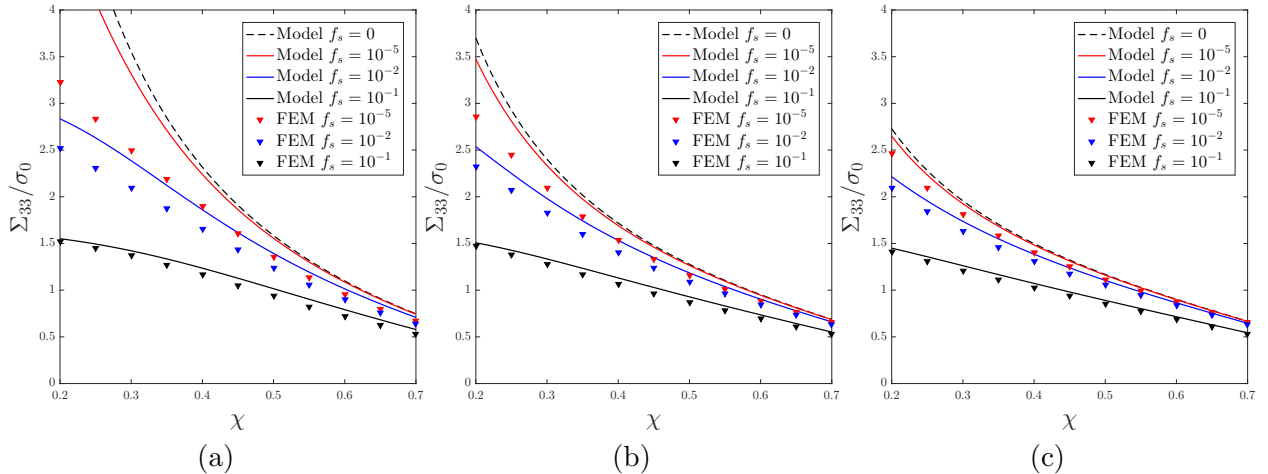 4
3.5
3
2.5
2
1.5
1
0.5
0
Σ₃₃/σ₀
0.2 0.3 0.4 0.5 0.6 0.7
χ
Model fₛ = 0
Model fₛ = 10⁻⁵
Model fₛ = 10⁻²
Model fₛ = 10⁻¹
FEM fₛ = 10⁻⁵
FEM fₛ = 10⁻²
FEM fₛ = 10⁻¹
(a)
4
3.5
3
2.5
2
1.5
1
0.5
0
Σ₃₃/σ₀
0.2 0.3 0.4 0.5 0.6 0.7
χ
Model fₛ = 0
Model fₛ = 10⁻⁵
Model fₛ = 10⁻²
Model fₛ = 10⁻¹
FEM fₛ = 10⁻⁵
FEM fₛ = 10⁻²
FEM fₛ = 10⁻¹
(b)
4
3.5
3
2.5
2
1.5
1
0.5
0
Σ₃₃/σ₀
0.2 0.3 0.4 0.5 0.6 0.7
χ
Model fₛ = 0
Model fₛ = 10⁻⁵
Model fₛ = 10⁻²
Model fₛ = 10⁻¹
FEM fₛ = 10⁻⁵
FEM fₛ = 10⁻²
FEM fₛ = 10⁻¹
(c)